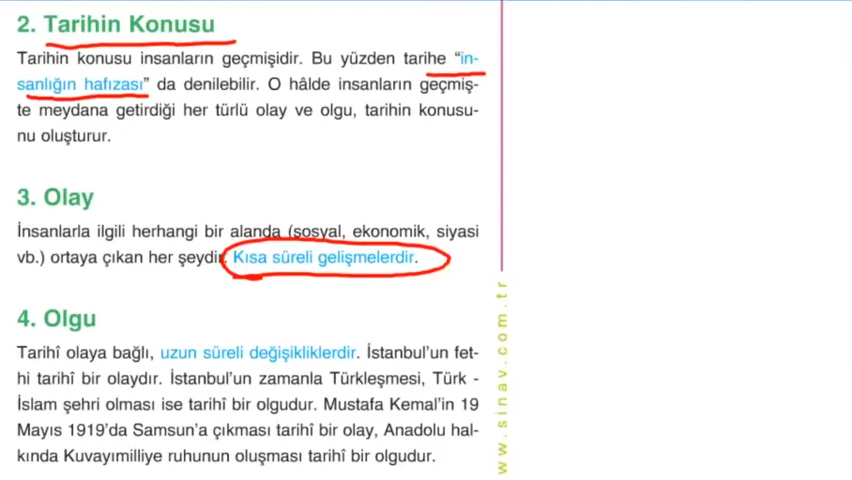 2. Tarihin Konusu
Tarihin konusu insanların geçmişidir. Bu yüzden tarihe “in-
sanlığın hafızası” da denilebilir. O hâlde insanların geçmiş-
te meydana getirdiği her türlü olay ve olgu, tarihin konusu-
nu oluşturur.
3. Olay
İnsanlarla ilgili herhangi bir alanda (sosyal, ekonomik, siyasi
vb.) ortaya çıkan her şeydir. Kısa süreli gelişmelerdir.
4. Olgu
Tarihî olaya bağlı, uzun süreli değişikliklerdir. İstanbul’un fet-
hi tarihî bir olaydır. İstanbul’un zamanla Türkleşmesi, Türk -
İslam şehri olması ise tarihî bir olgudur. Mustafa Kemal’in 19
Mayıs 1919’da Samsun’a çıkması tarihî bir olay, Anadolu hal-
kında Kuvayımilliye ruhunun oluşması tarihî bir olgudur.
www.sinav.com.tr